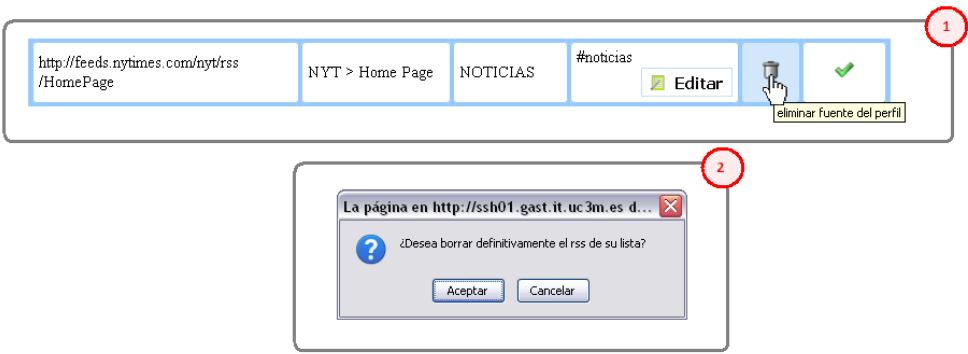 1
http://feeds.nytimes.com/nyt/rss
/HomePage
NYT > Home Page
NOTICIAS
#noticias
Editar
eliminar fuente del perfil
2
La página en http://ssh01.gast.it.uc3m.es d...
¿Desea borrar definitivamente el rss de su lista?
Aceptar
Cancelar